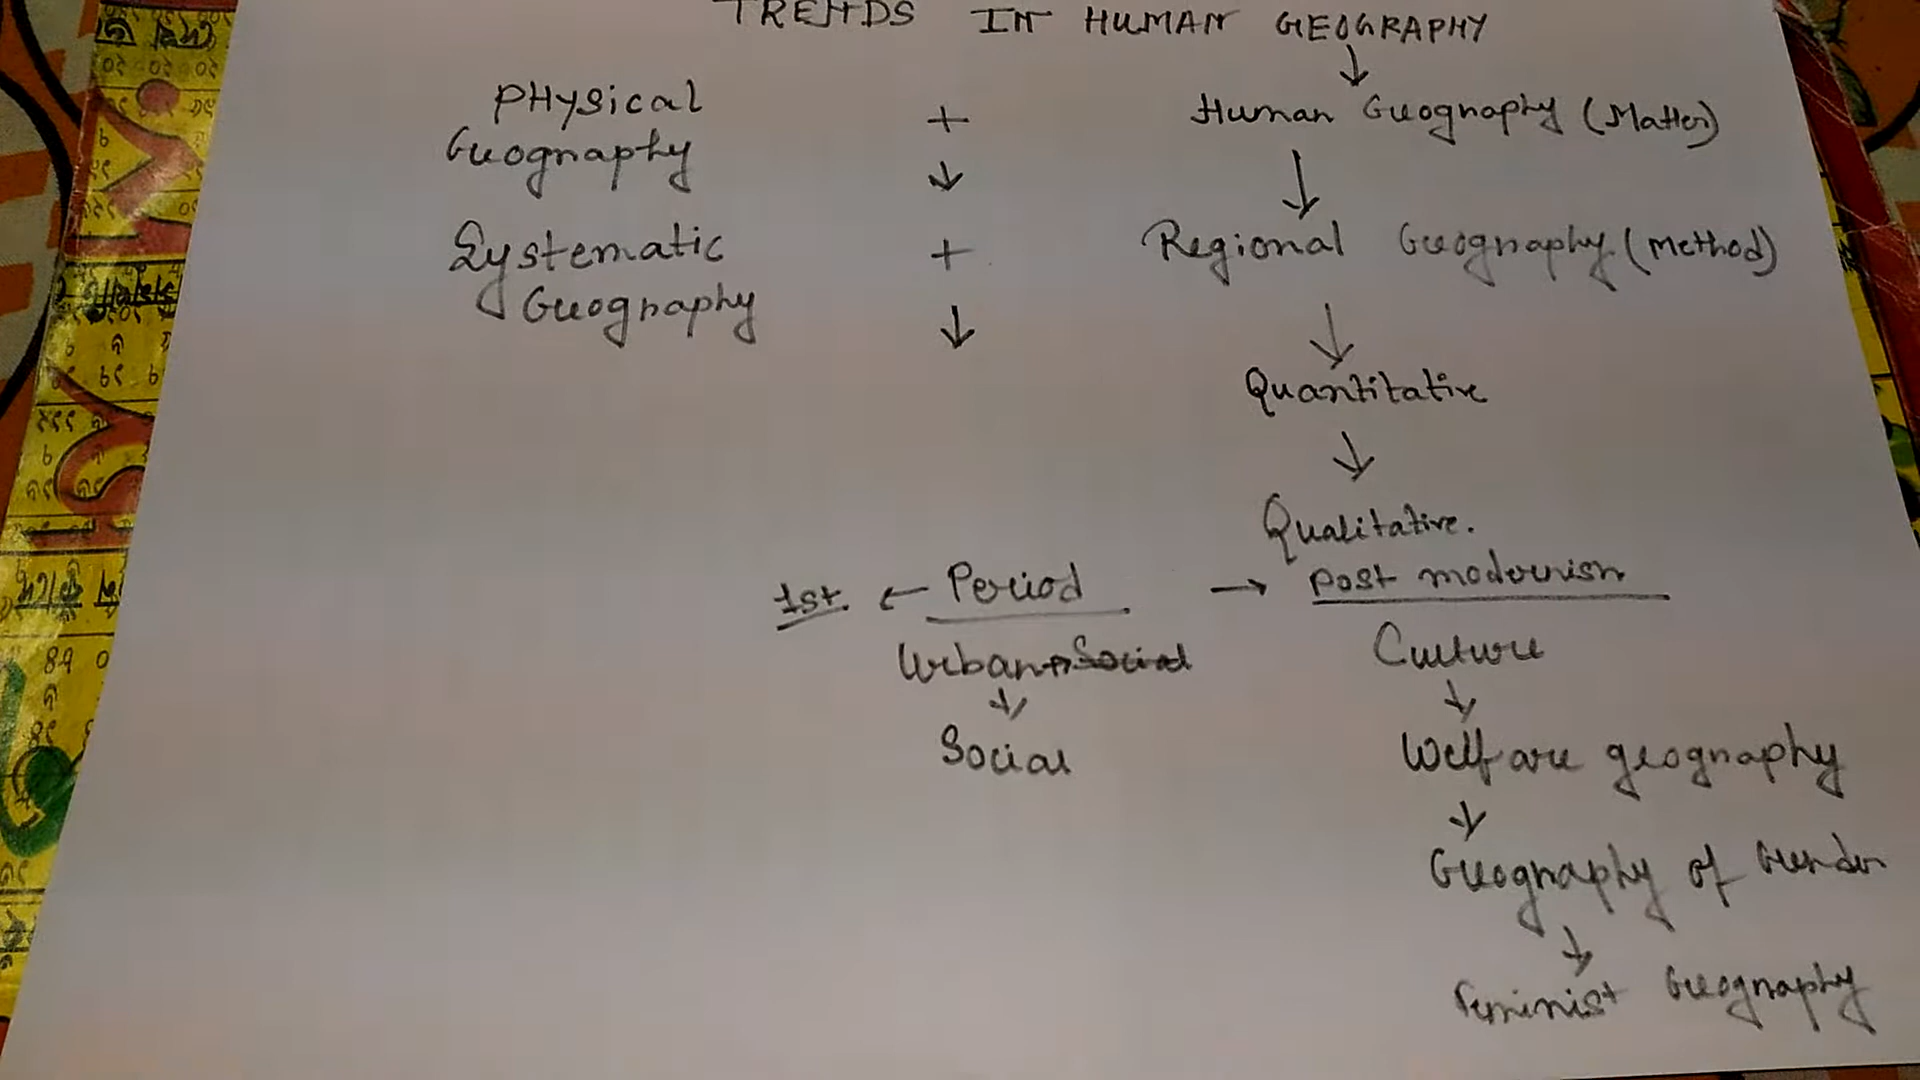 TRENDS IN HUMAN GEOGRAPHY
↓
PHysical + Human Geography (Matter)
Geography ↓ ↓
Systematic + Regional Geography (Method)
Geography ↓ ↓
Quantitative
↓
Qualitative.
1st. ← Period → Post modernism
Urban Social Culture
↓ ↓
Social Welfare geography
↓
Geography of Gender
↓
Feminist Geography